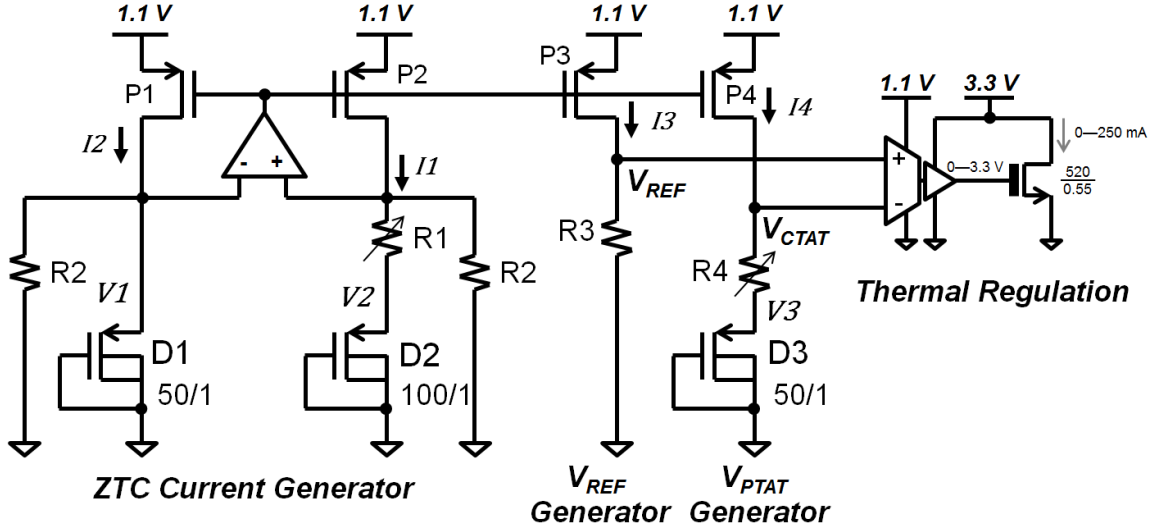 1.1 V
1.1 V
1.1 V
1.1 V
P1
P2
P3
P4
1.1 V
3.3 V
I2
I1
I3
I4
- +
+
-
0—3.3 V
0—250 mA
520
0.55
VREF
VCTAT
R2
R1
R2
R3
R4
V1
V2
V3
D1
50/1
D2
100/1
D3
50/1
Thermal Regulation
ZTC Current Generator
VREF
Generator
VPTAT
Generator